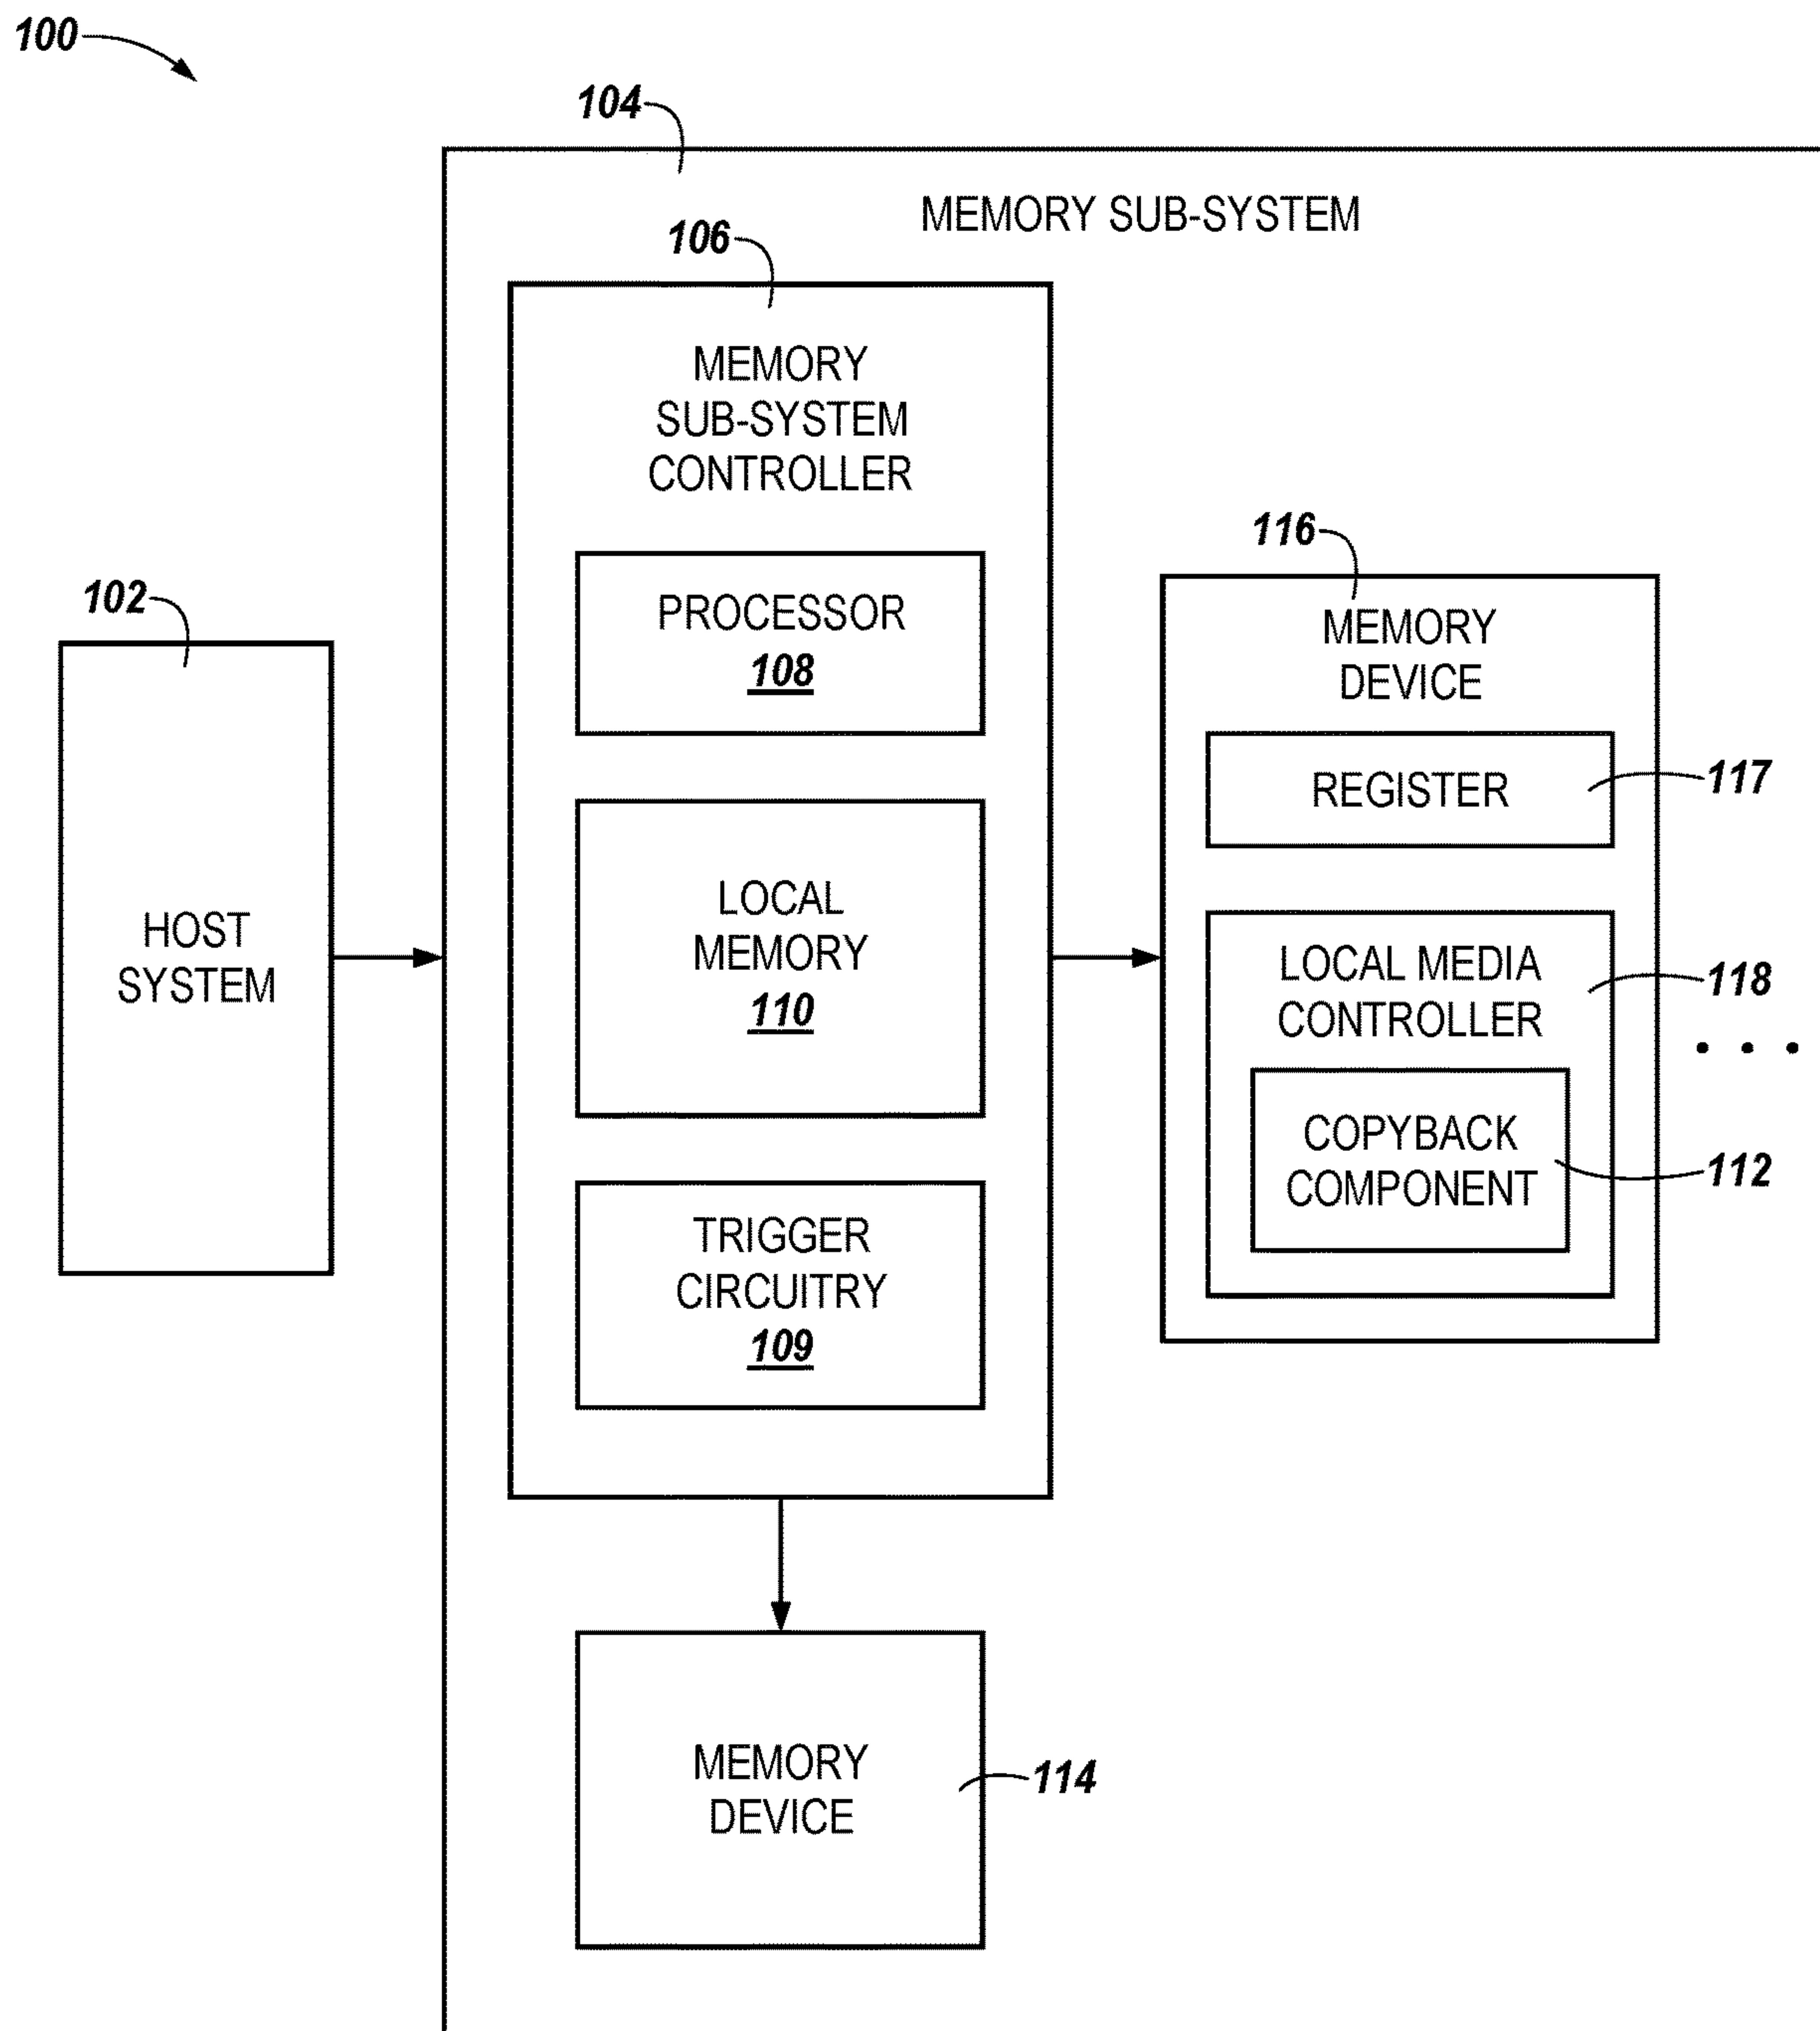 100
104
MEMORY SUB-SYSTEM
106
MEMORY
SUB-SYSTEM
CONTROLLER
PROCESSOR
108
LOCAL
MEMORY
110
TRIGGER
CIRCUITRY
109
102
HOST
SYSTEM
116
MEMORY
DEVICE
REGISTER
117
LOCAL MEDIA
CONTROLLER
118
COPYBACK
COMPONENT
112
. . .
MEMORY
DEVICE
114